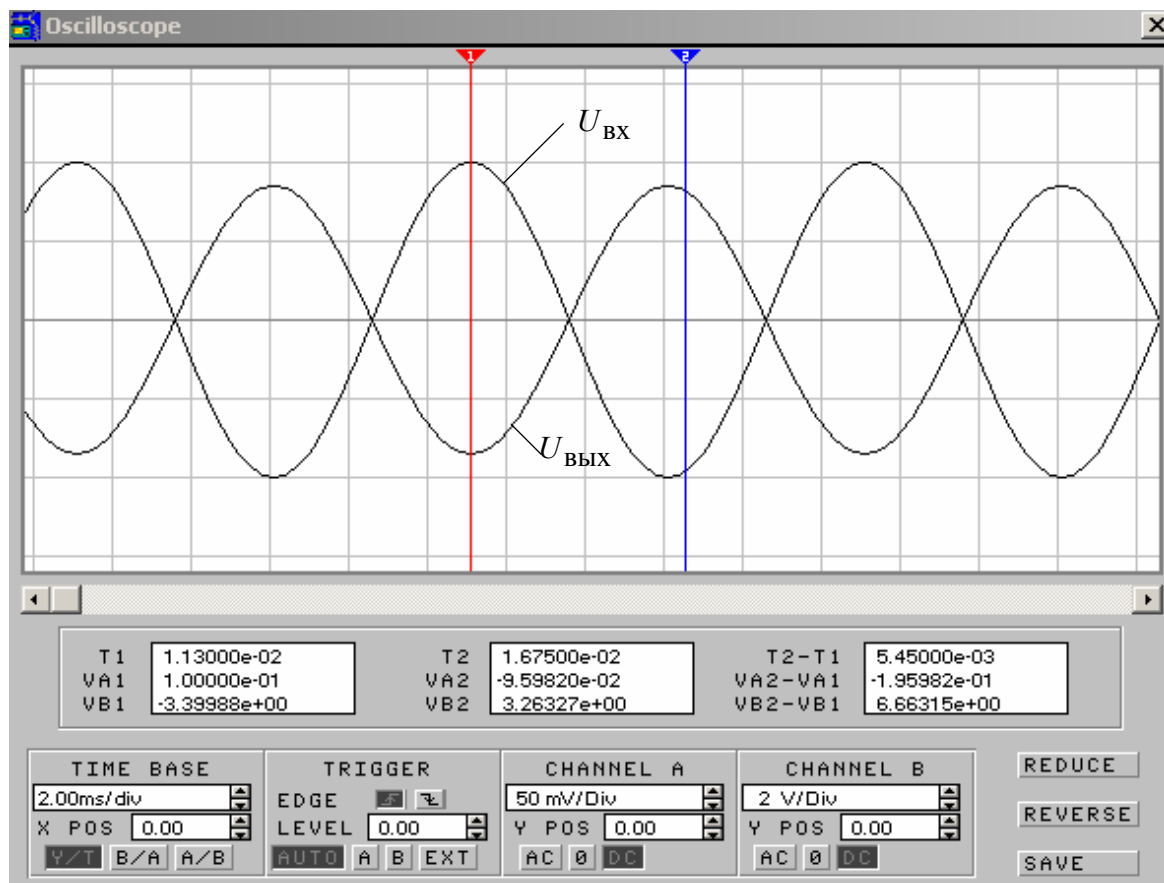 Oscilloscope
1 2
Uвх
Uвых
T1 1.13000e-02 T2 1.67500e-02 T2-T1 5.45000e-03
VA1 1.00000e-01 VA2 -9.59820e-02 VA2-VA1 -1.95982e-01
VB1 -3.39988e+00 VB2 3.26327e+00 VB2-VB1 6.66315e+00
TIME BASE TRIGGER CHANNEL A CHANNEL B REDUCE
2.00ms/div EDGE 50 mV/Div 2 V/Div
X POS 0.00 LEVEL 0.00 Y POS 0.00 Y POS 0.00 REVERSE
Y/T B/A A/B AUTO A B EXT AC 0 DC AC 0 DC SAVE